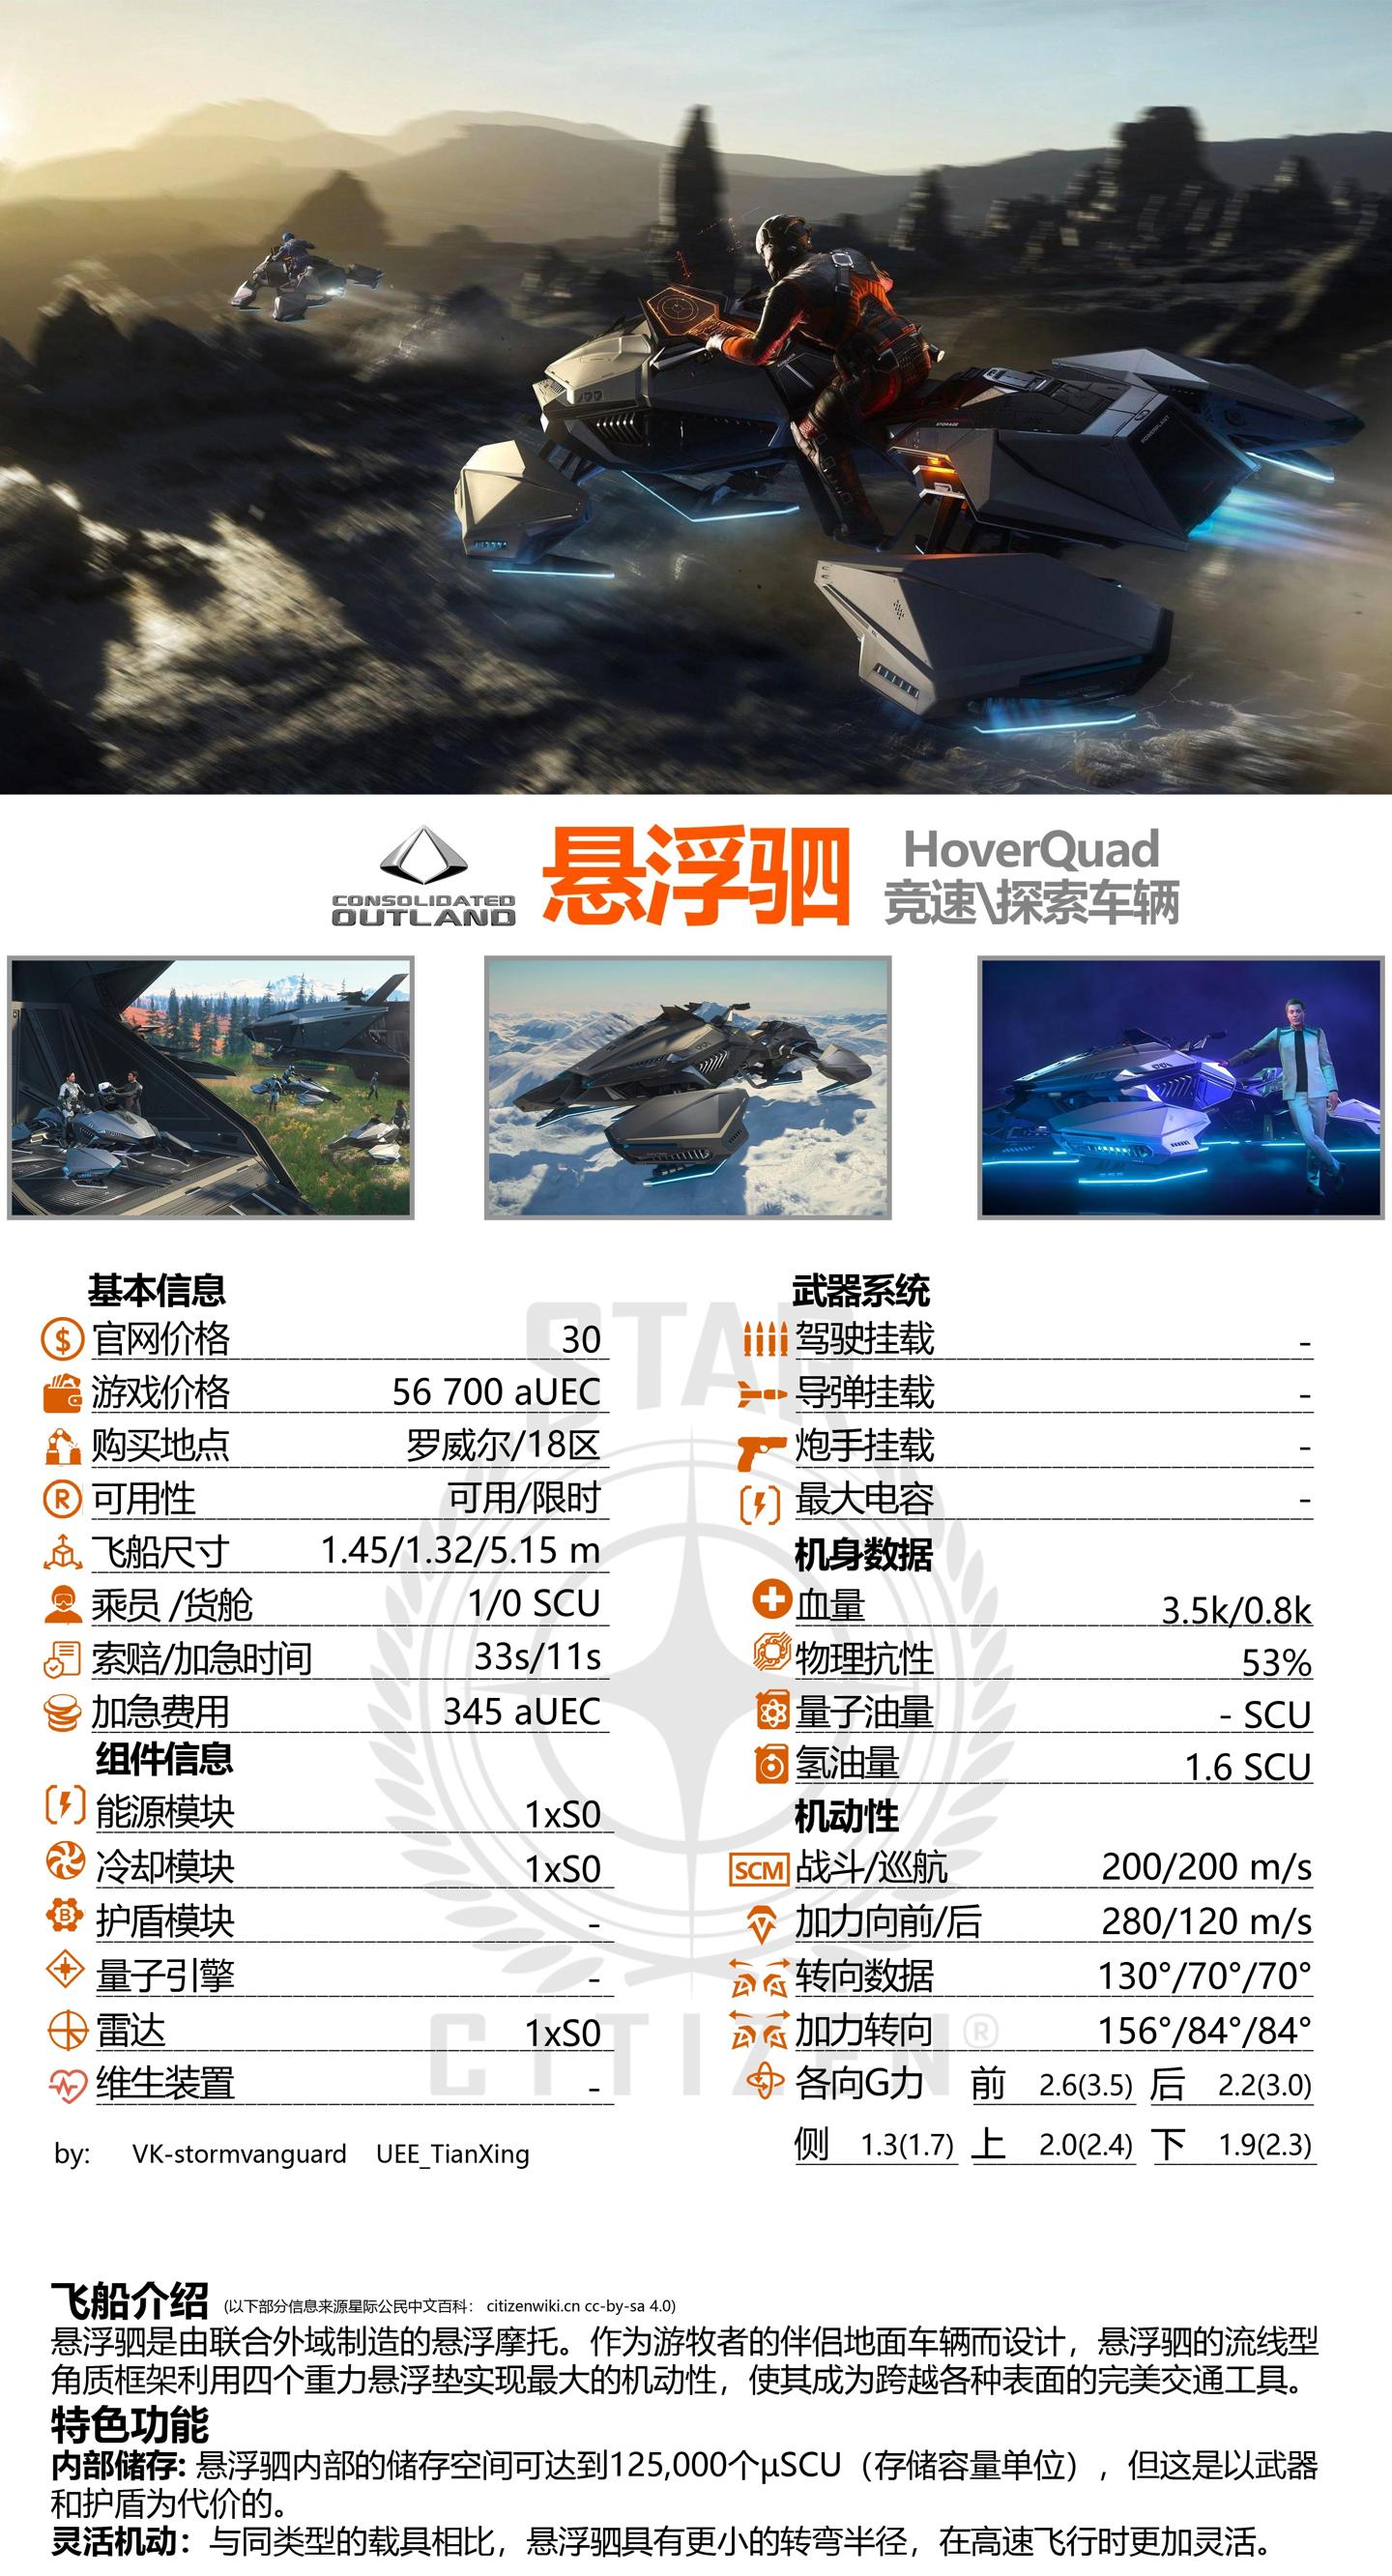 CONSOLIDATED
OUTLAND
悬浮驷
HoverQuad
竞速\探索车辆
STAR
CITIZEN®
基本信息
官网价格 30
游戏价格 56 700 aUEC
购买地点 罗威尔/18区
可用性 可用/限时
飞船尺寸 1.45/1.32/5.15 m
乘员 /货舱 1/0 SCU
索赔/加急时间 33s/11s
加急费用 345 aUEC
组件信息
能源模块 1xS0
冷却模块 1xS0
护盾模块 -
量子引擎 -
雷达 1xS0
维生装置 -
by: VK-stormvanguard UEE_TianXing
武器系统
驾驶挂载 -
导弹挂载 -
炮手挂载 -
最大电容 -
机身数据
血量 3.5k/0.8k
物理抗性 53%
量子油量 - SCU
氢油量 1.6 SCU
机动性
SCM 战斗/巡航 200/200 m/s
加力向前/后 280/120 m/s
转向数据 130°/70°/70°
加力转向 156°/84°/84°
各向G力 前 2.6(3.5) 后 2.2(3.0)
侧 1.3(1.7) 上 2.0(2.4) 下 1.9(2.3)
飞船介绍 (以下部分信息来源星际公民中文百科： citizenwiki.cn cc-by-sa 4.0)
悬浮驷是由联合外域制造的悬浮摩托。作为游牧者的伴侣地面车辆而设计，悬浮驷的流线型
角质框架利用四个重力悬浮垫实现最大的机动性，使其成为跨越各种表面的完美交通工具。
特色功能
内部储存: 悬浮驷内部的储存空间可达到125,000个μSCU（存储容量单位），但这是以武器
和护盾为代价的。
灵活机动：与同类型的载具相比，悬浮驷具有更小的转弯半径，在高速飞行时更加灵活。